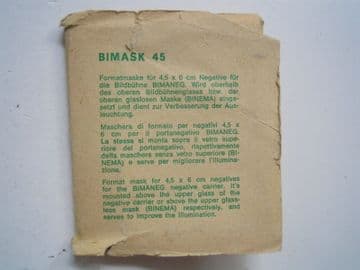 BIMASK 45
Formatmaske für 4,5 x 6 cm Negative für
die Bildbühne BIMANEG. Wird oberhalb
des oberen Bildbühnenglases bzw. der
oberen glaslosen Maske (BINEMA) einge-
setzt und dient zur Verbesserung der Aus-
leuchtung.
Maschera di formato per negativi 4,5 x
6 cm per il portanegativo BIMANEG.
La stessa si monta sopra il vetro supe-
riore del portanegativo, rispettivamente
della maschera senza vetro superiore (BI-
NEMA) e serve per migliorare l'illumina-
tione.
Format mask for 4,5 x 6 cm negatives
for the BIMANEG negative carrier. It's
mounted above the upper glass of the
negative carrier or above the upper glass-
less mask (BINEMA) respectively, and
serves to improve the illumination.